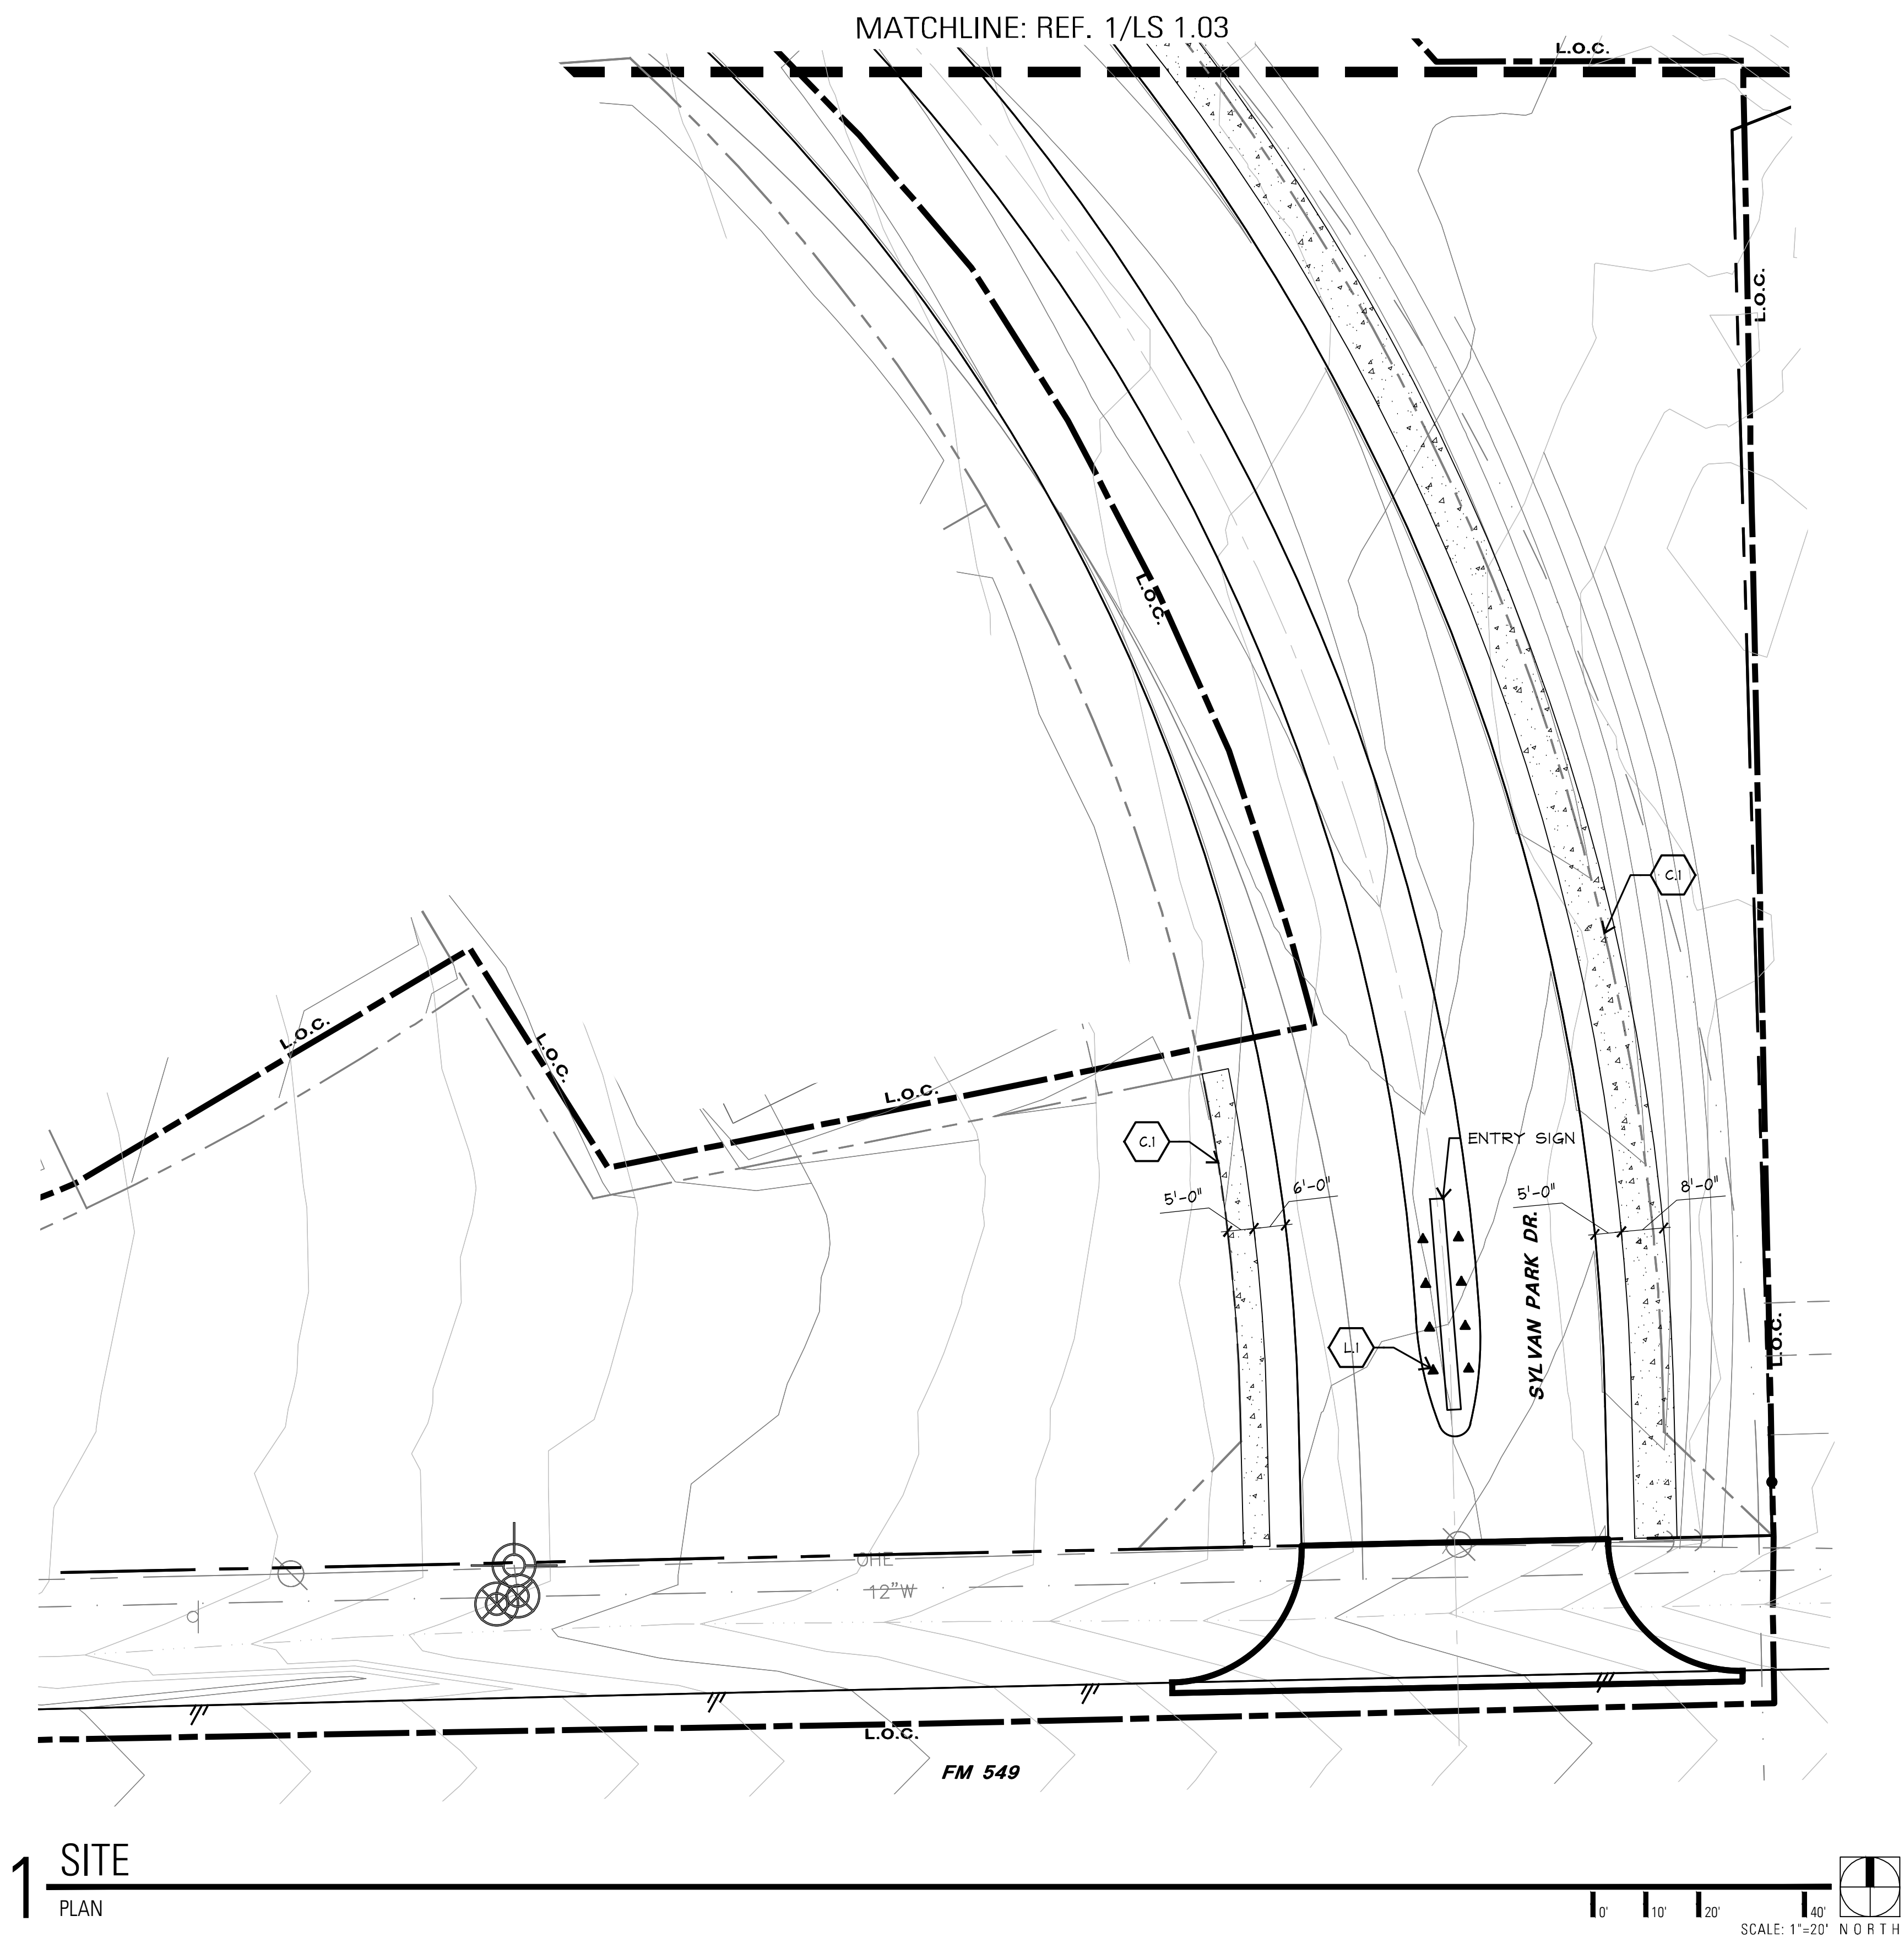 MATCHLINE: REF. 1/LS 1.03
L.O.C.
L.O.C.
L.O.C.
C.1
L.O.C.
L.O.C.
L.O.C.
C.1
ENTRY SIGN
5'-0"
6'-0"
5'-0"
8'-0"
SYLVAN PARK DR.
L.1
L.O.C.
OHE
12"W
L.O.C.
FM 549
1
SITE
PLAN
0'
10'
20'
40'
SCALE: 1"=20'
NORTH